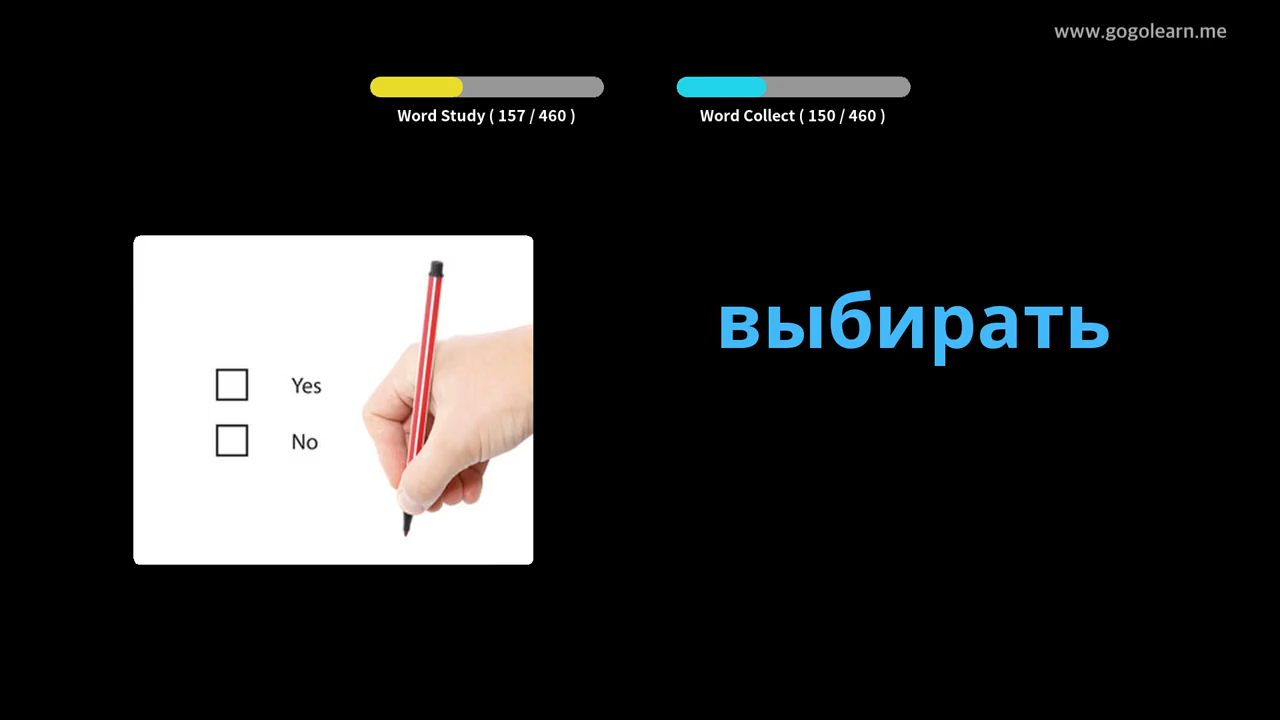 www.gogolearn.me
Word Study ( 157 / 460 )
Word Collect ( 150 / 460 )
Yes
No
выбирать